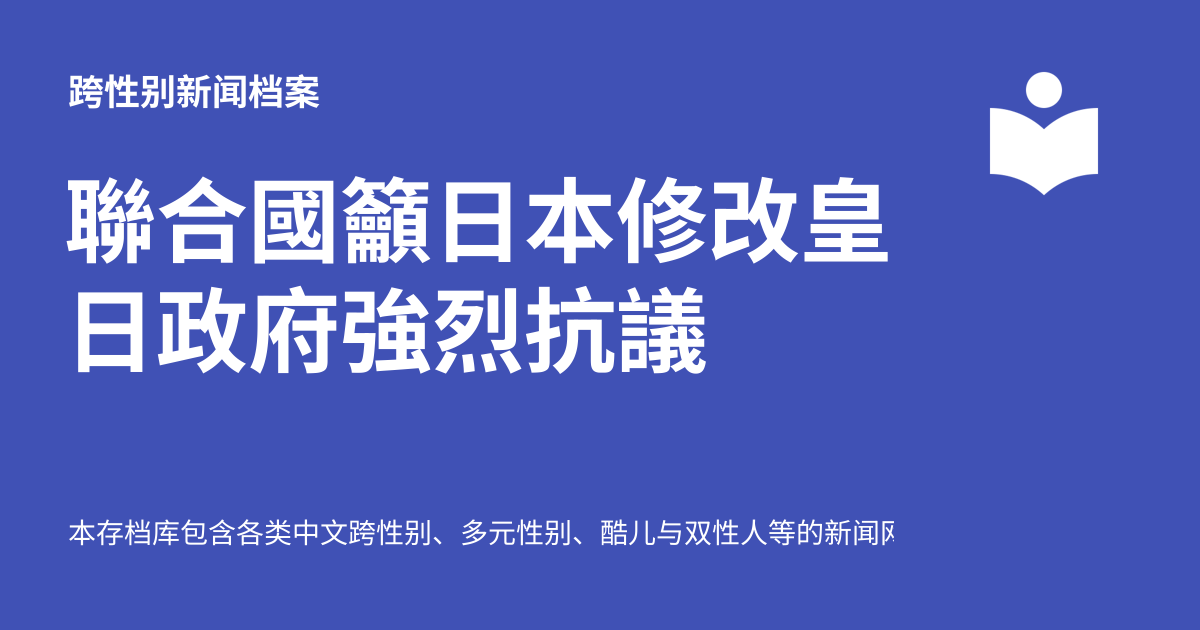 跨性别新闻档案
聯合國籲日本修改皇
日政府強烈抗議
本存档库包含各类中文跨性别、多元性别、酷儿与双性人等的新闻网